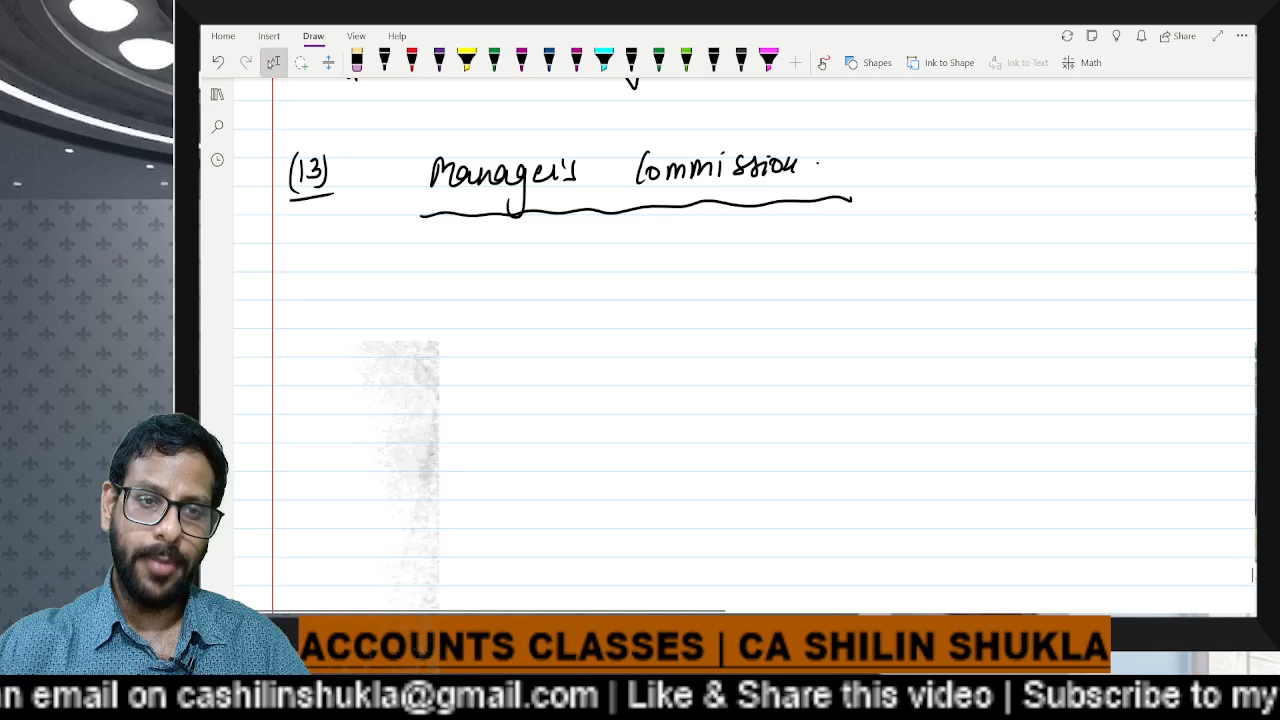 Home Insert Draw View Help
Share
Shapes Ink to Shape Ink to Text Math
(13) Manager's Commission.
ACCOUNTS CLASSES | CA SHILIN SHUKLA
n email on cashilinshukla@gmail.com | Like & Share this video | Subscribe to my